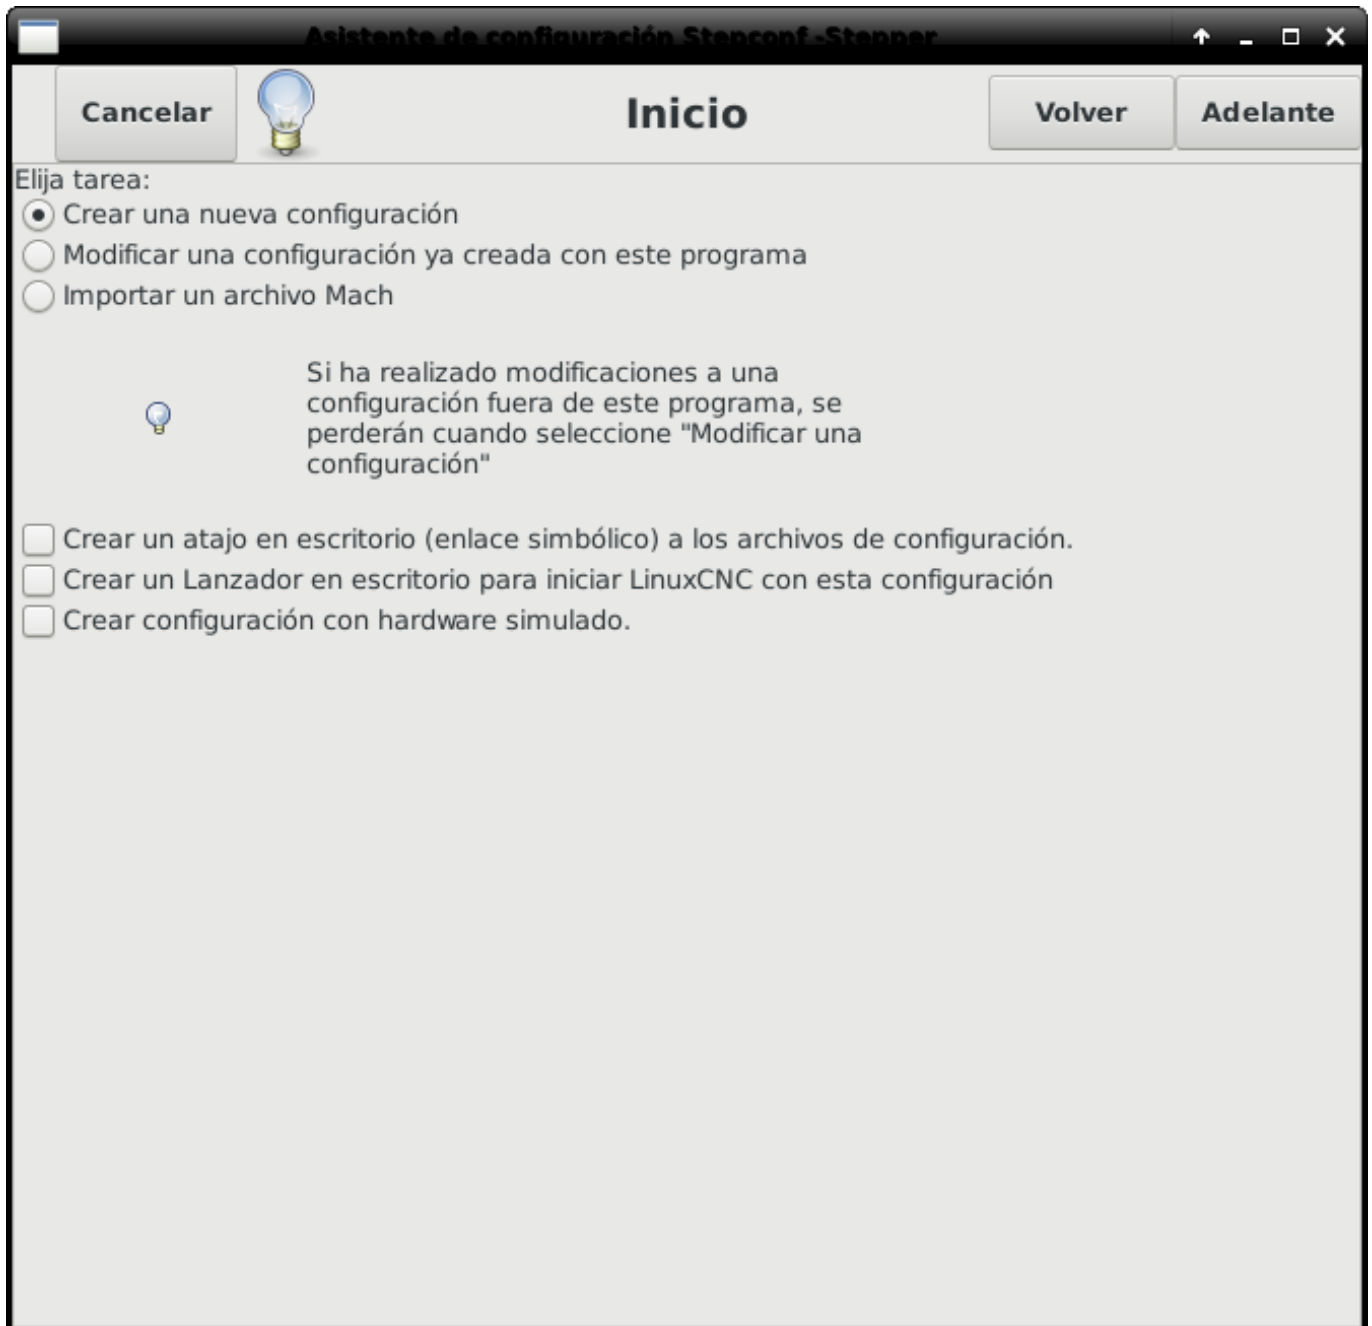 Asistente de configuración Stepconf -Stepper
Cancelar
Inicio
Volver
Adelante
Elija tarea:
Crear una nueva configuración
Modificar una configuración ya creada con este programa
Importar un archivo Mach
Si ha realizado modificaciones a una
configuración fuera de este programa, se
perderán cuando seleccione "Modificar una
configuración"
Crear un atajo en escritorio (enlace simbólico) a los archivos de configuración.
Crear un Lanzador en escritorio para iniciar LinuxCNC con esta configuración
Crear configuración con hardware simulado.